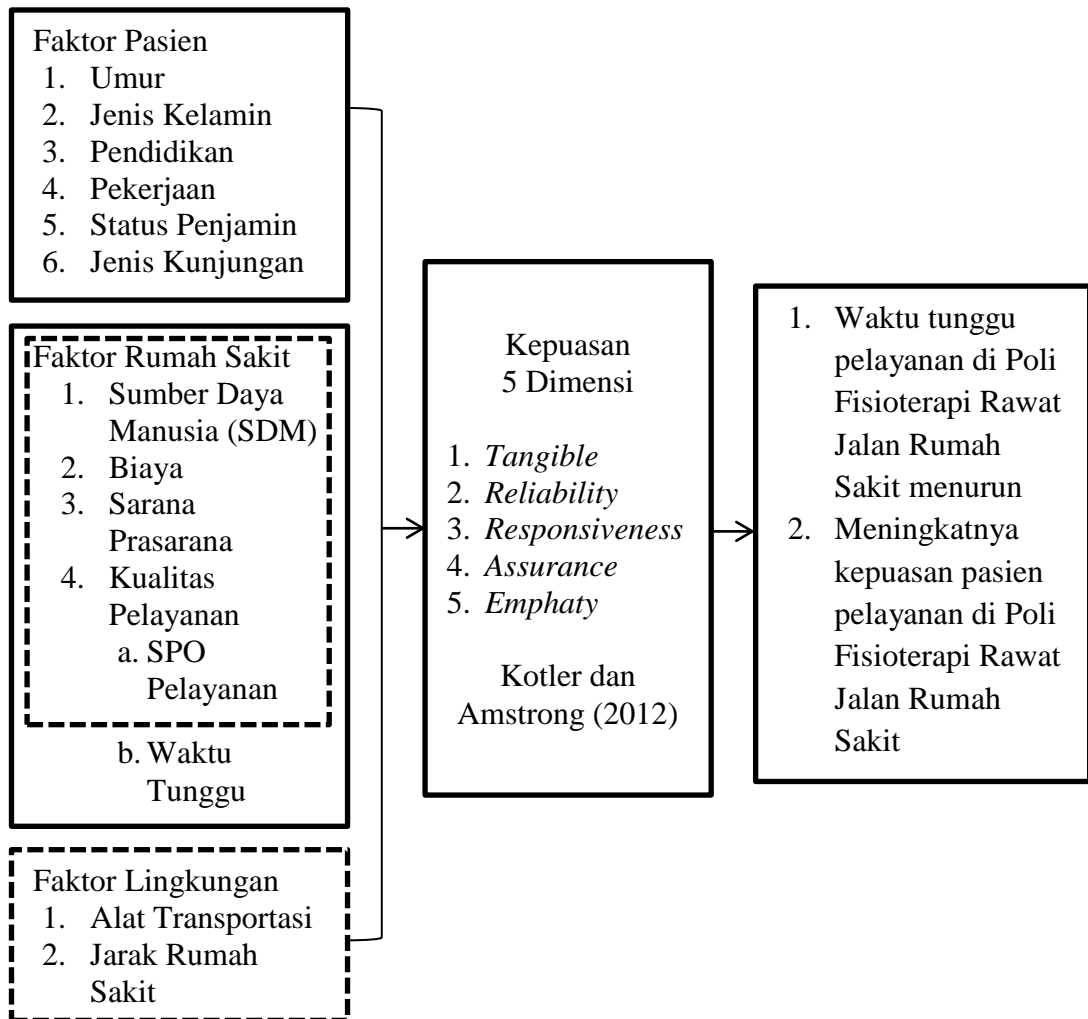 Faktor Pasien
1. Umur
2. Jenis Kelamin
3. Pendidikan
4. Pekerjaan
5. Status Penjamin
6. Jenis Kunjungan
Faktor Rumah Sakit
1. Sumber Daya
Manusia (SDM)
2. Biaya
3. Sarana
Prasarana
4. Kualitas
Pelayanan
a. SPO
Pelayanan
b. Waktu
Tunggu
Faktor Lingkungan
1. Alat Transportasi
2. Jarak Rumah
Sakit
Kepuasan
5 Dimensi
1. Tangible
2. Reliability
3. Responsiveness
4. Assurance
5. Emphaty
Kotler dan
Amstrong (2012)
1. Waktu tunggu
pelayanan di Poli
Fisioterapi Rawat
Jalan Rumah
Sakit menurun
2. Meningkatnya
kepuasan pasien
pelayanan di Poli
Fisioterapi Rawat
Jalan Rumah
Sakit